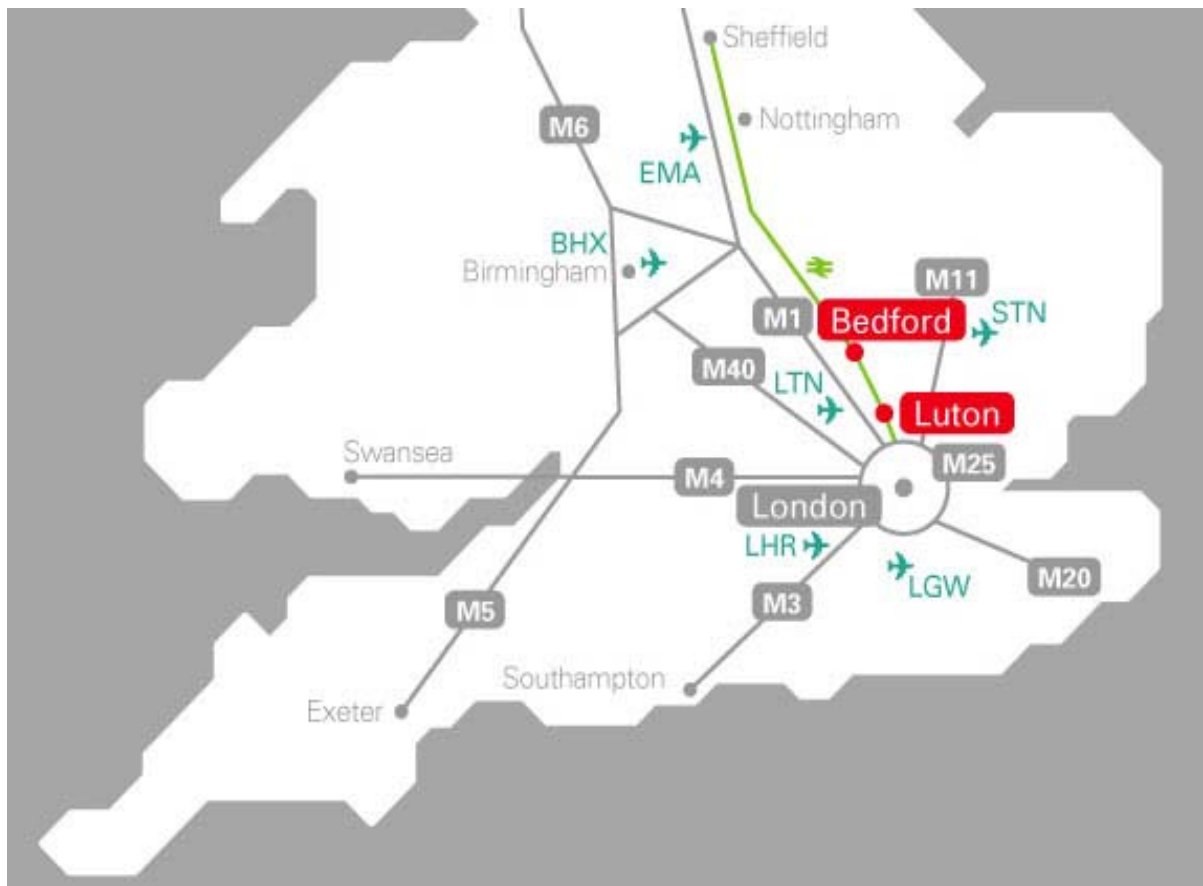 Sheffield
Nottingham
M6
EMA
BHX
Birmingham
M11
M1
Bedford
STN
M40
LTN
Luton
Swansea
M4
M25
London
LHR
LGW
M20
M3
M5
Southampton
Exeter